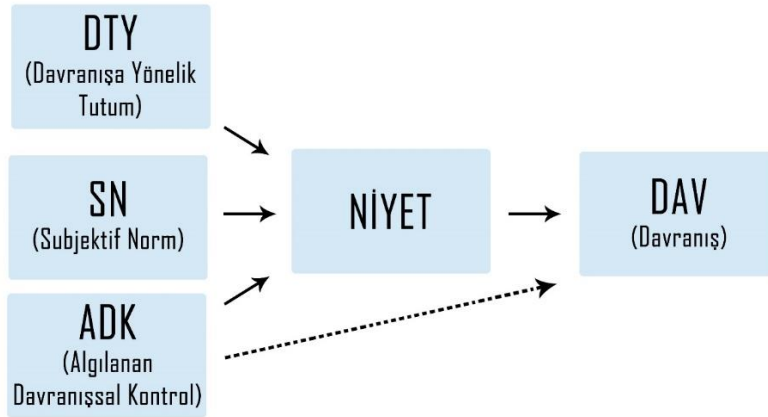 DTY
(Davranışa Yönelik
Tutum)
SN
(Subjektif Norm)
ADK
(Algılanan
Davranışsal Kontrol)
NİYET
DAV
(Davranış)